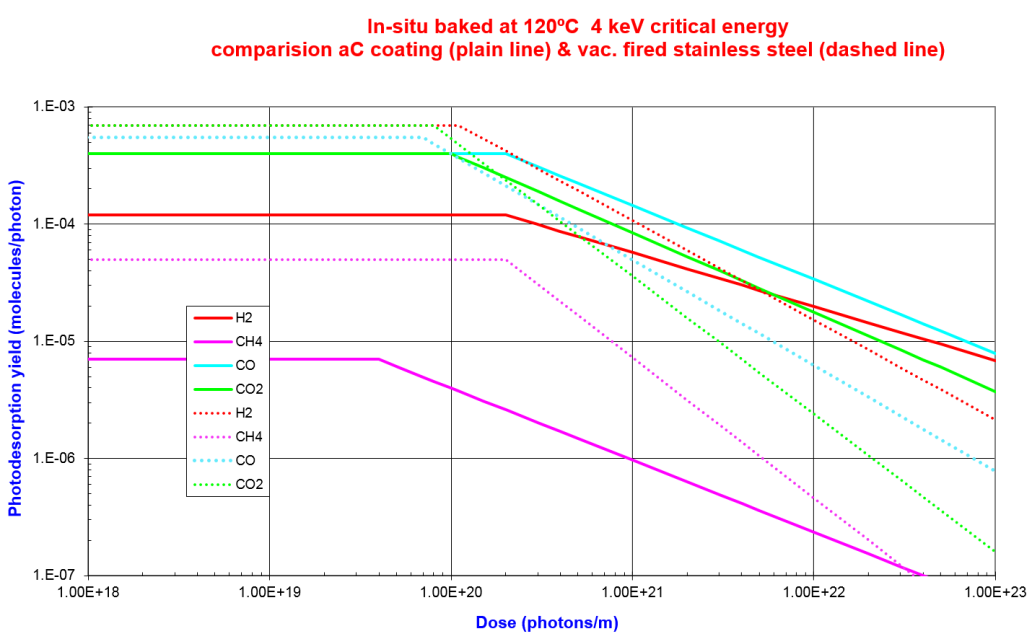 In-situ baked at 120ºC 4 keV critical energy
comparision aC coating (plain line) & vac. fired stainless steel (dashed line)
Photodesorption yield (molecules/photon)
1.E-03
1.E-04
1.E-05
1.E-06
1.E-07
H2
CH4
CO
CO2
H2
CH4
CO
CO2
1.00E+18
1.00E+19
1.00E+20
1.00E+21
1.00E+22
1.00E+23
Dose (photons/m)